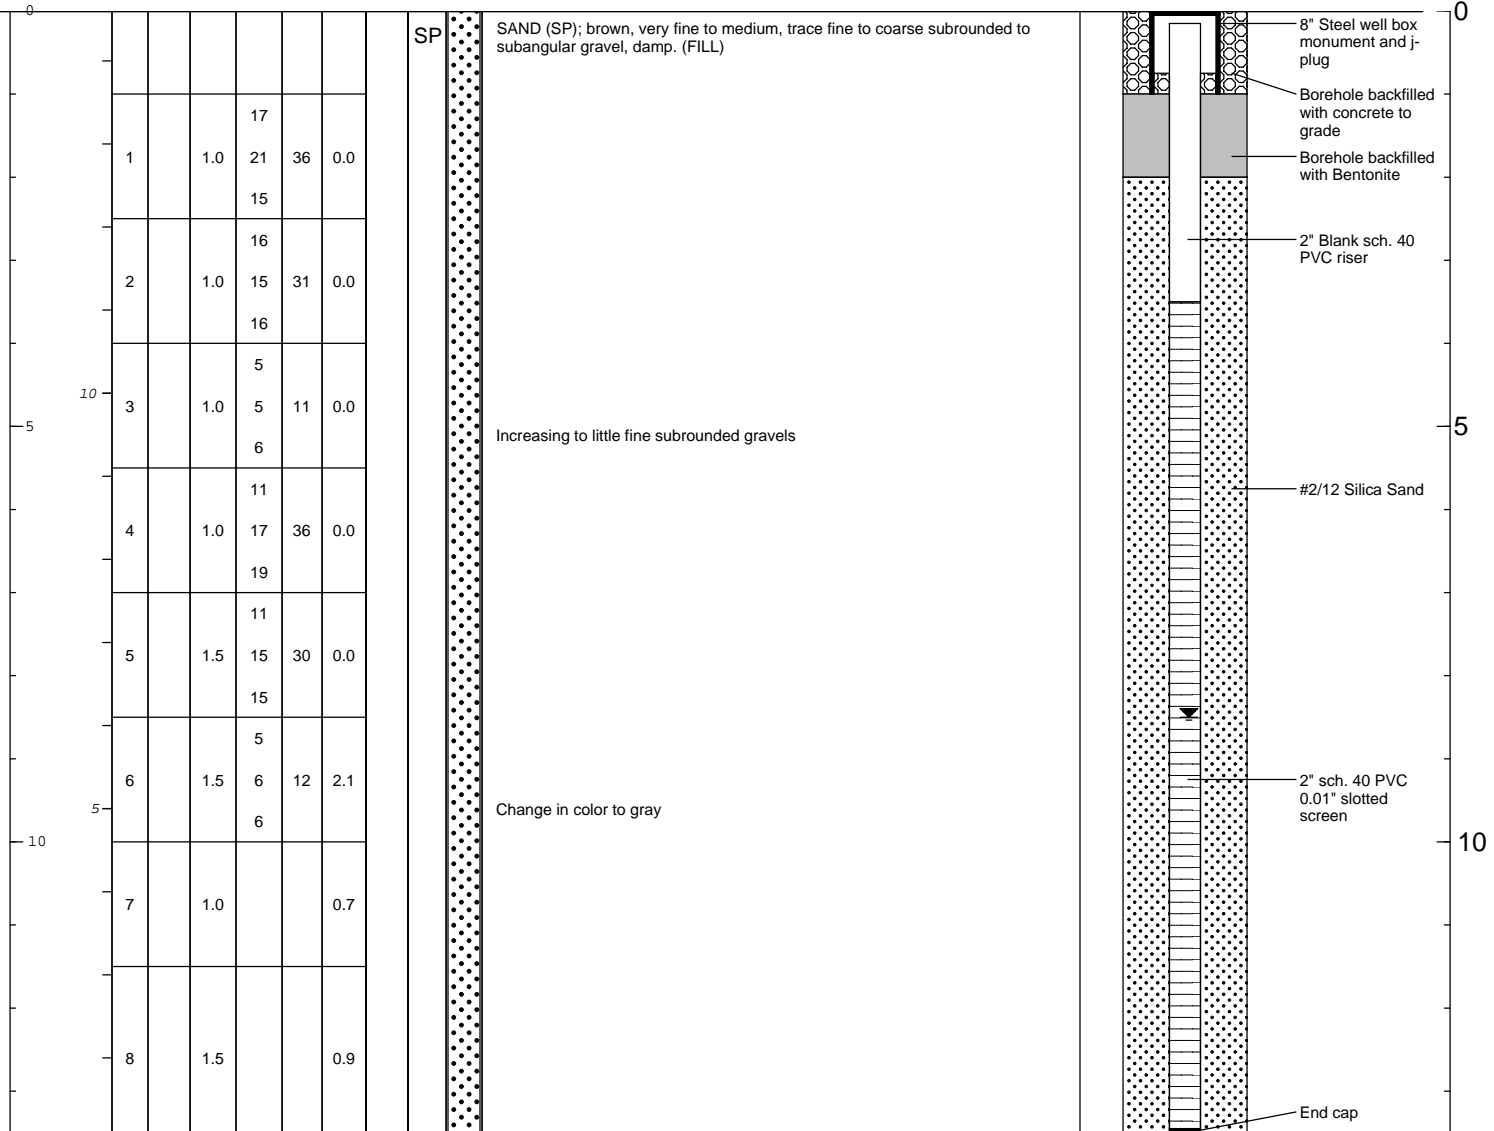 0
SP
SAND (SP); brown, very fine to medium, trace fine to coarse subrounded to
subangular gravel, damp. (FILL)
8" Steel well box
monument and j-
plug
0
Borehole backfilled
with concrete to
grade
Borehole backfilled
with Bentonite
17
1 1.0 21 36 0.0
15
16
2 1.0 15 31 0.0
16
2" Blank sch. 40
PVC riser
5
10
3 1.0 5 11 0.0
5
6
Increasing to little fine subrounded gravels
5
11
4 1.0 17 36 0.0
19
#2/12 Silica Sand
11
5 1.5 15 30 0.0
15
5
6 1.5 6 12 2.1
6
5
Change in color to gray
2" sch. 40 PVC
0.01" slotted
screen
10
10
7 1.0 0.7
8 1.5 0.9
End cap